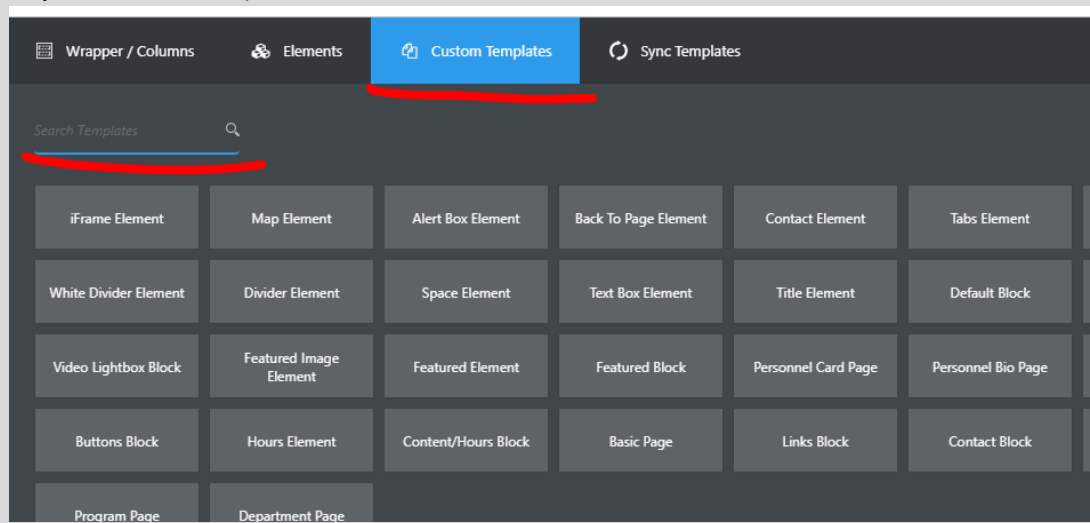 Wrapper / Columns
Elements
Custom Templates
Sync Templates
Search Templates
iFrame Element
Map Element
Alert Box Element
Back To Page Element
Contact Element
Tabs Element
White Divider Element
Divider Element
Space Element
Text Box Element
Title Element
Default Block
Video Lightbox Block
Featured Image
Element
Featured Element
Featured Block
Personnel Card Page
Personnel Bio Page
Buttons Block
Hours Element
Content/Hours Block
Basic Page
Links Block
Contact Block
Program Page
Department Page